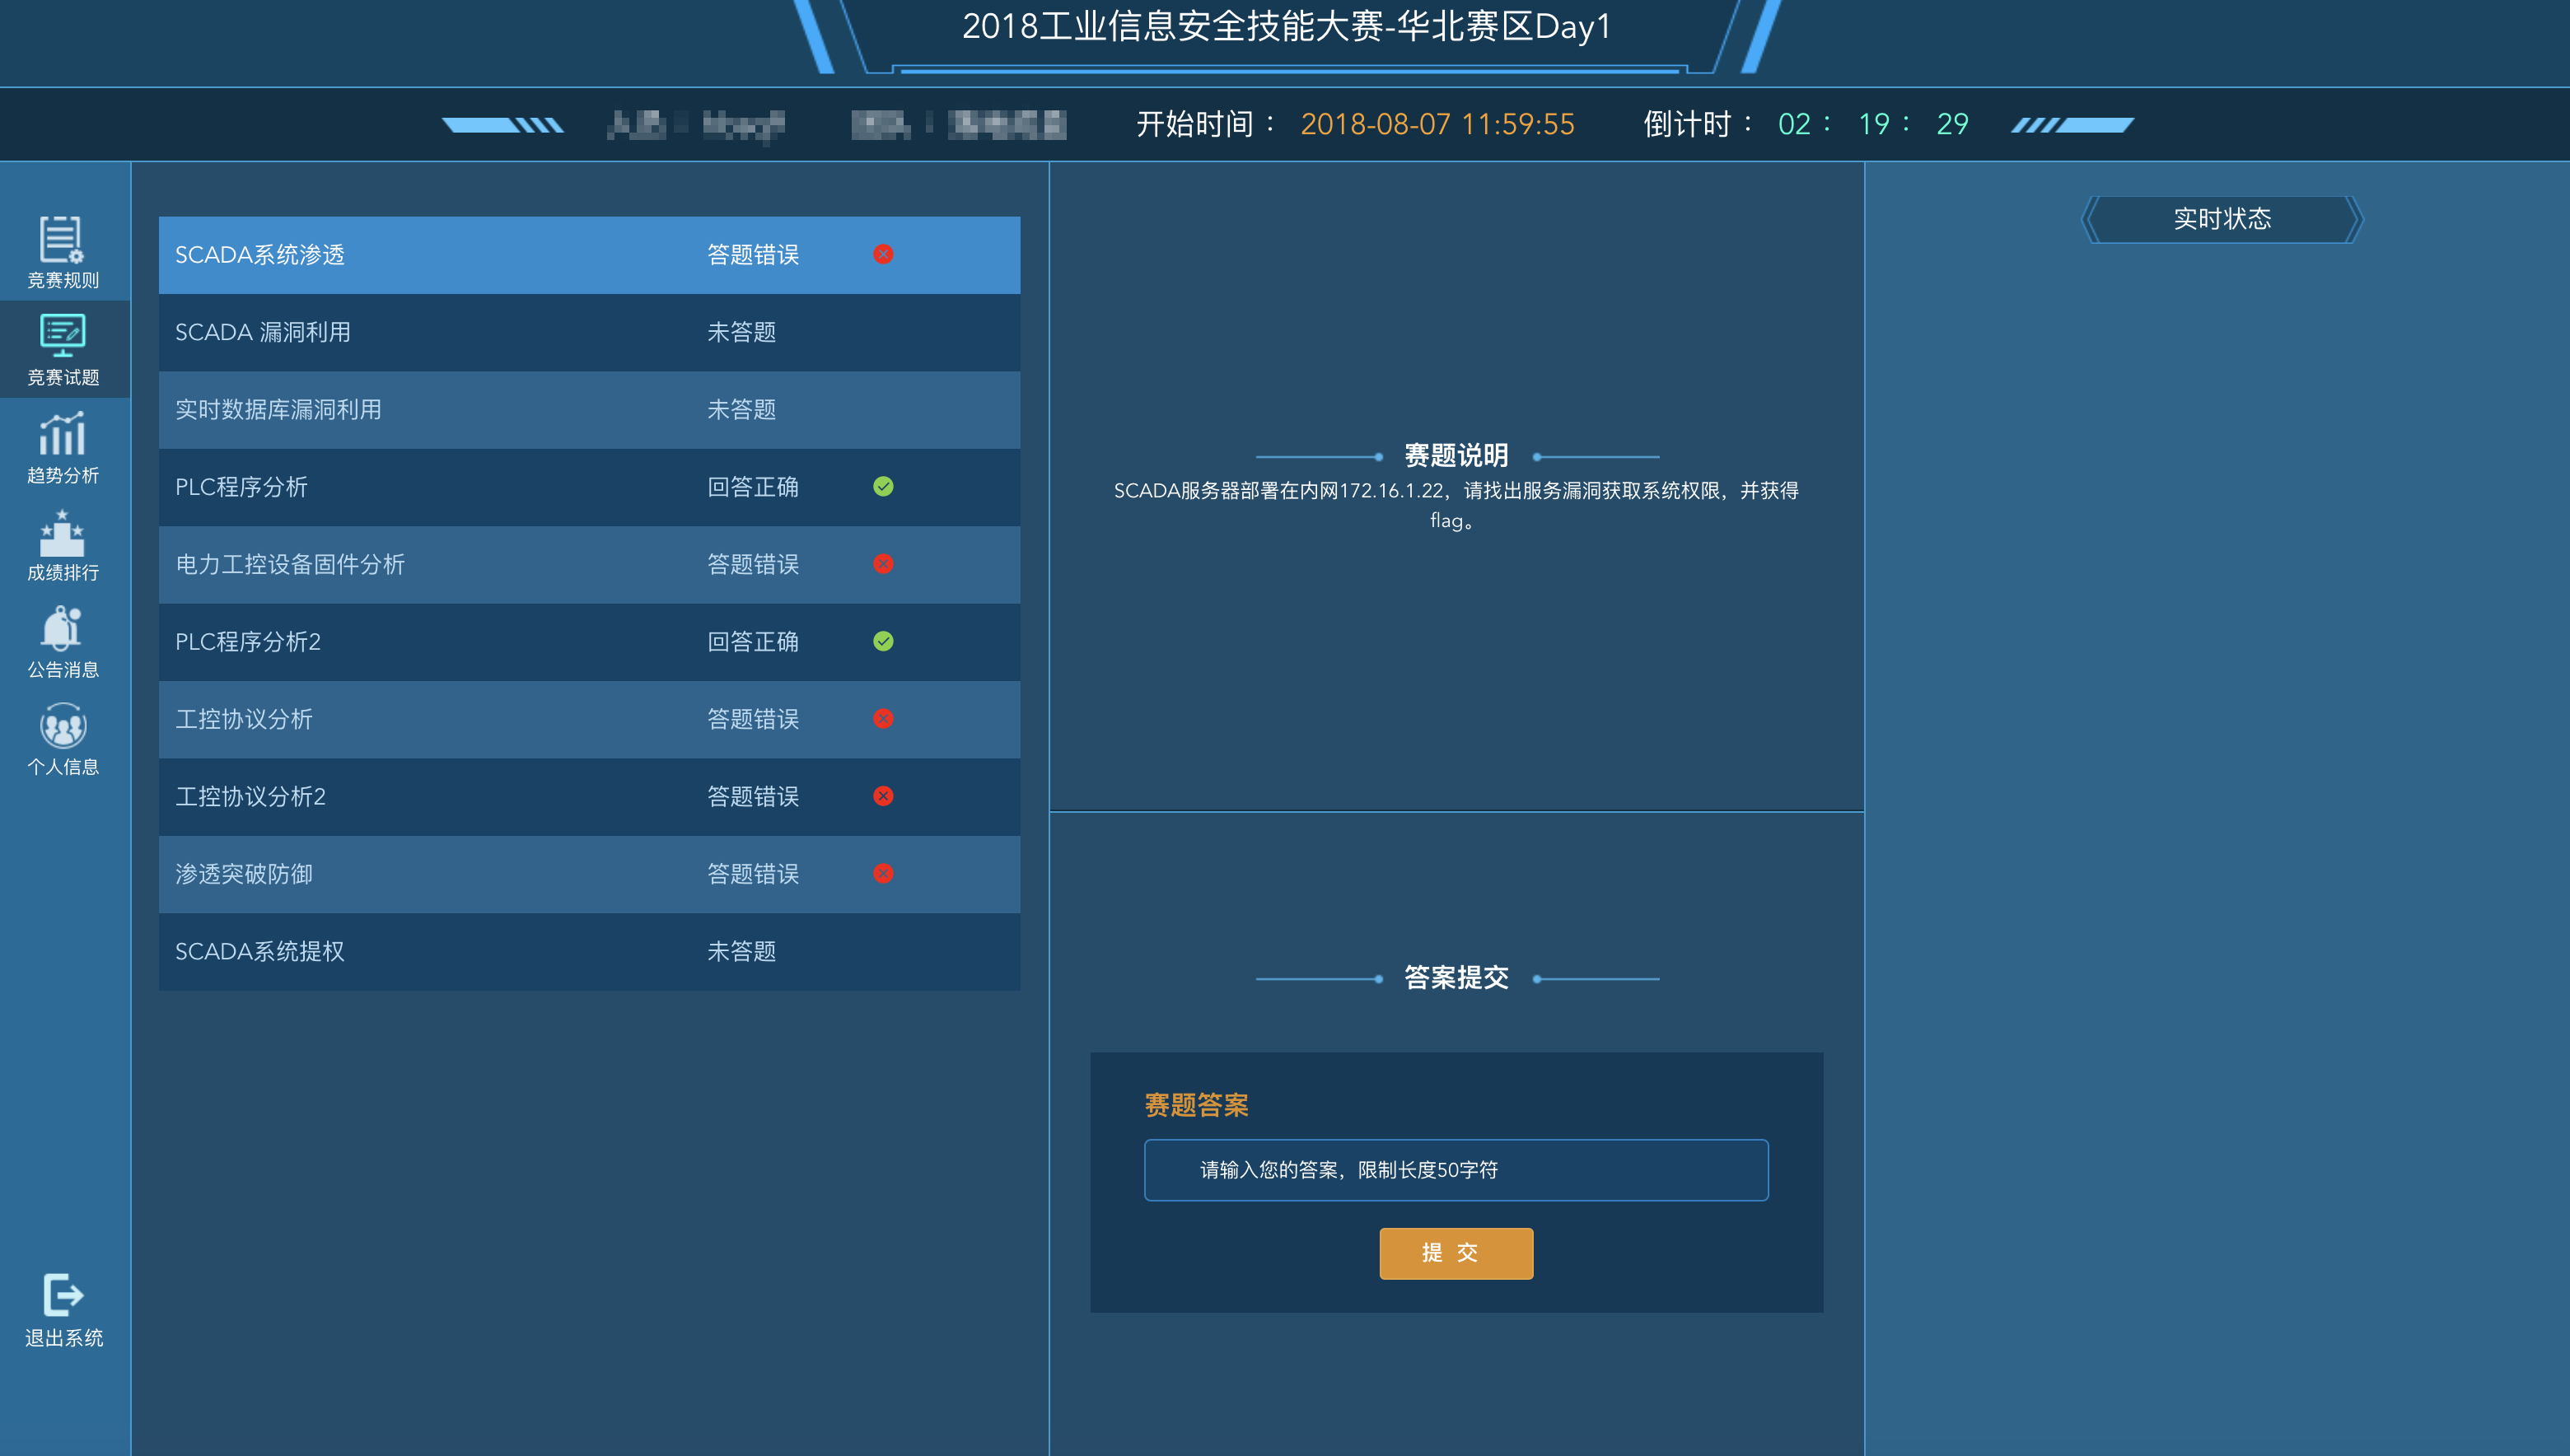 2018工业信息安全技能大赛-华北赛区Day1
开始时间： 2018-08-07 11:59:55 倒计时： 02： 19： 29
竞赛规则
竞赛试题
趋势分析
成绩排行
公告消息
个人信息
退出系统
SCADA系统渗透 答题错误
SCADA 漏洞利用 未答题
实时数据库漏洞利用 未答题
PLC程序分析 回答正确
电力工控设备固件分析 答题错误
PLC程序分析2 回答正确
工控协议分析 答题错误
工控协议分析2 答题错误
渗透突破防御 答题错误
SCADA系统提权 未答题
赛题说明
SCADA服务器部署在内网172.16.1.22，请找出服务漏洞获取系统权限，并获得
flag。
答案提交
赛题答案
请输入您的答案，限制长度50字符
提 交
实时状态